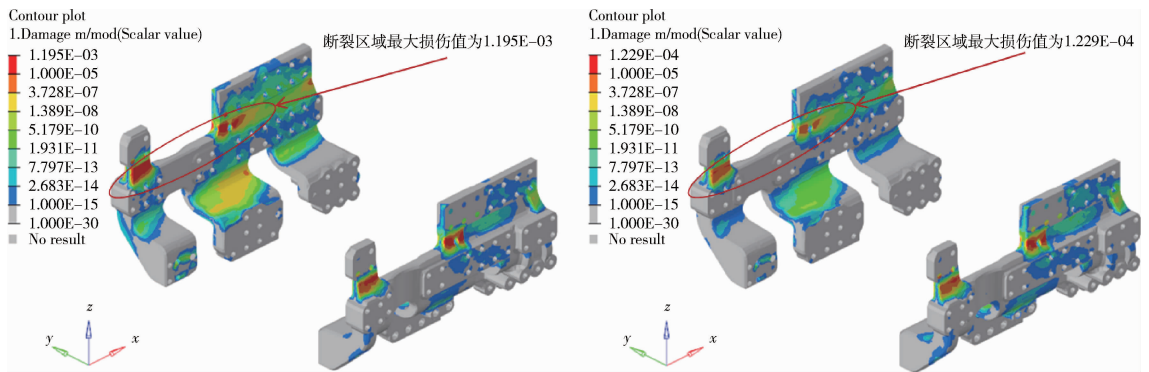 Contour plot
1.Damage m/mod(Scalar value)
1.195E−03
1.000E−05
3.728E−07
1.389E−08
5.179E−10
1.931E−11
7.797E−13
2.683E−14
1.000E−15
1.000E−30
No result
断裂区域最大损伤值为1.195E−03
z
y
x
Contour plot
1.Damage m/mod(Scalar value)
1.229E−04
1.000E−05
3.728E−07
1.389E−08
5.179E−10
1.931E−11
7.797E−13
2.683E−14
1.000E−15
1.000E−30
No result
断裂区域最大损伤值为1.229E−04
z
y
x